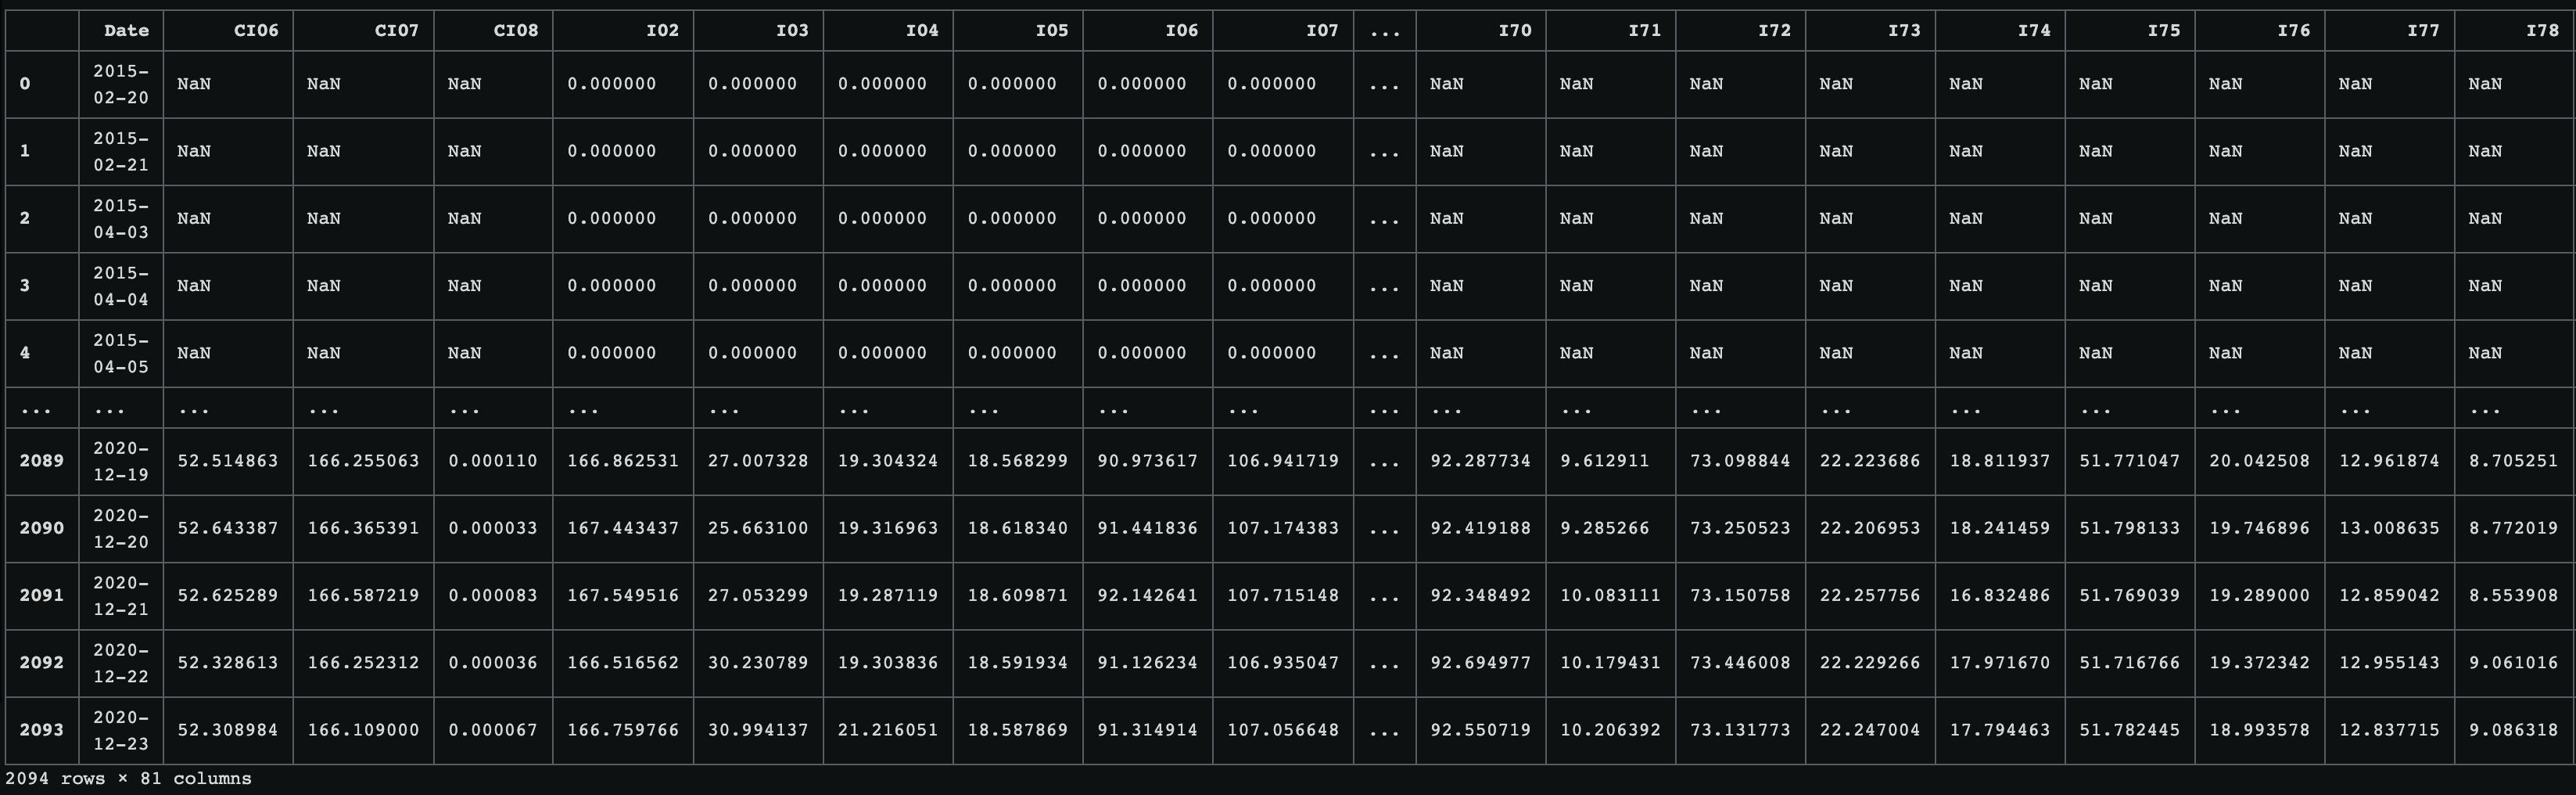 Date CI06 CI07 CI08 I02 I03 I04 I05 I06 I07 ... I70 I71 I72 I73 I74 I75 I76 I77 I78
0 2015-02-20 NaN NaN NaN 0.000000 0.000000 0.000000 0.000000 0.000000 0.000000 ... NaN NaN NaN NaN NaN NaN NaN NaN NaN
1 2015-02-21 NaN NaN NaN 0.000000 0.000000 0.000000 0.000000 0.000000 0.000000 ... NaN NaN NaN NaN NaN NaN NaN NaN NaN
2 2015-04-03 NaN NaN NaN 0.000000 0.000000 0.000000 0.000000 0.000000 0.000000 ... NaN NaN NaN NaN NaN NaN NaN NaN NaN
3 2015-04-04 NaN NaN NaN 0.000000 0.000000 0.000000 0.000000 0.000000 0.000000 ... NaN NaN NaN NaN NaN NaN NaN NaN NaN
4 2015-04-05 NaN NaN NaN 0.000000 0.000000 0.000000 0.000000 0.000000 0.000000 ... NaN NaN NaN NaN NaN NaN NaN NaN NaN
... ... ... ... ... ... ... ... ... ... ... ... ... ... ... ... ... ... ... ... ...
2089 2020-12-19 52.514863 166.255063 0.000110 166.862531 27.007328 19.304324 18.568299 90.973617 106.941719 ... 92.287734 9.612911 73.098844 22.223686 18.811937 51.771047 20.042508 12.961874 8.705251
2090 2020-12-20 52.643387 166.365391 0.000033 167.443437 25.663100 19.316963 18.618340 91.441836 107.174383 ... 92.419188 9.285266 73.250523 22.206953 18.241459 51.798133 19.746896 13.008635 8.772019
2091 2020-12-21 52.625289 166.587219 0.000083 167.549516 27.053299 19.287119 18.609871 92.142641 107.715148 ... 92.348492 10.083111 73.150758 22.257756 16.832486 51.769039 19.289000 12.859042 8.553908
2092 2020-12-22 52.328613 166.252312 0.000036 166.516562 30.230789 19.303836 18.591934 91.126234 106.935047 ... 92.694977 10.179431 73.446008 22.229266 17.971670 51.716766 19.372342 12.955143 9.061016
2093 2020-12-23 52.308984 166.109000 0.000067 166.759766 30.994137 21.216051 18.587869 91.314914 107.056648 ... 92.550719 10.206392 73.131773 22.247004 17.794463 51.782445 18.993578 12.837715 9.086318
2094 rows × 81 columns